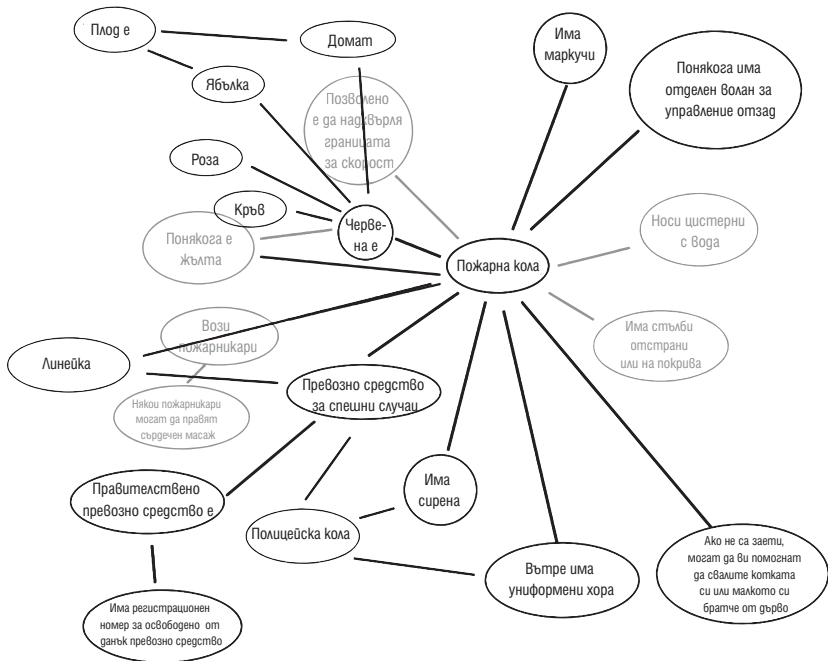 Плод е
Домат
Има
маркучи
Понякога има
отделен волан за
управление отзад
Ябълка
Позволено
е да надхвърля
границата
за скорост
Роза
Кръв
Черве-
на е
Носи цистерни
с вода
Понякога е
жълта
Пожарна кола
Вози
пожарникари
Има стълби
отстрани
или на покрива
Линейка
Превозно средство
за спешни случаи
Някои пожарникари
могат да правят
сърдечен масаж
Има
сирена
Правителствено
превозно средство е
Полицейска кола
Вътре има
униформени хора
Ако не са заети,
могат да ви помогнат
да свалите котката
си или малкото си
братче от дърво
Има регистрационен
номер за освободено от
данък превозно средство